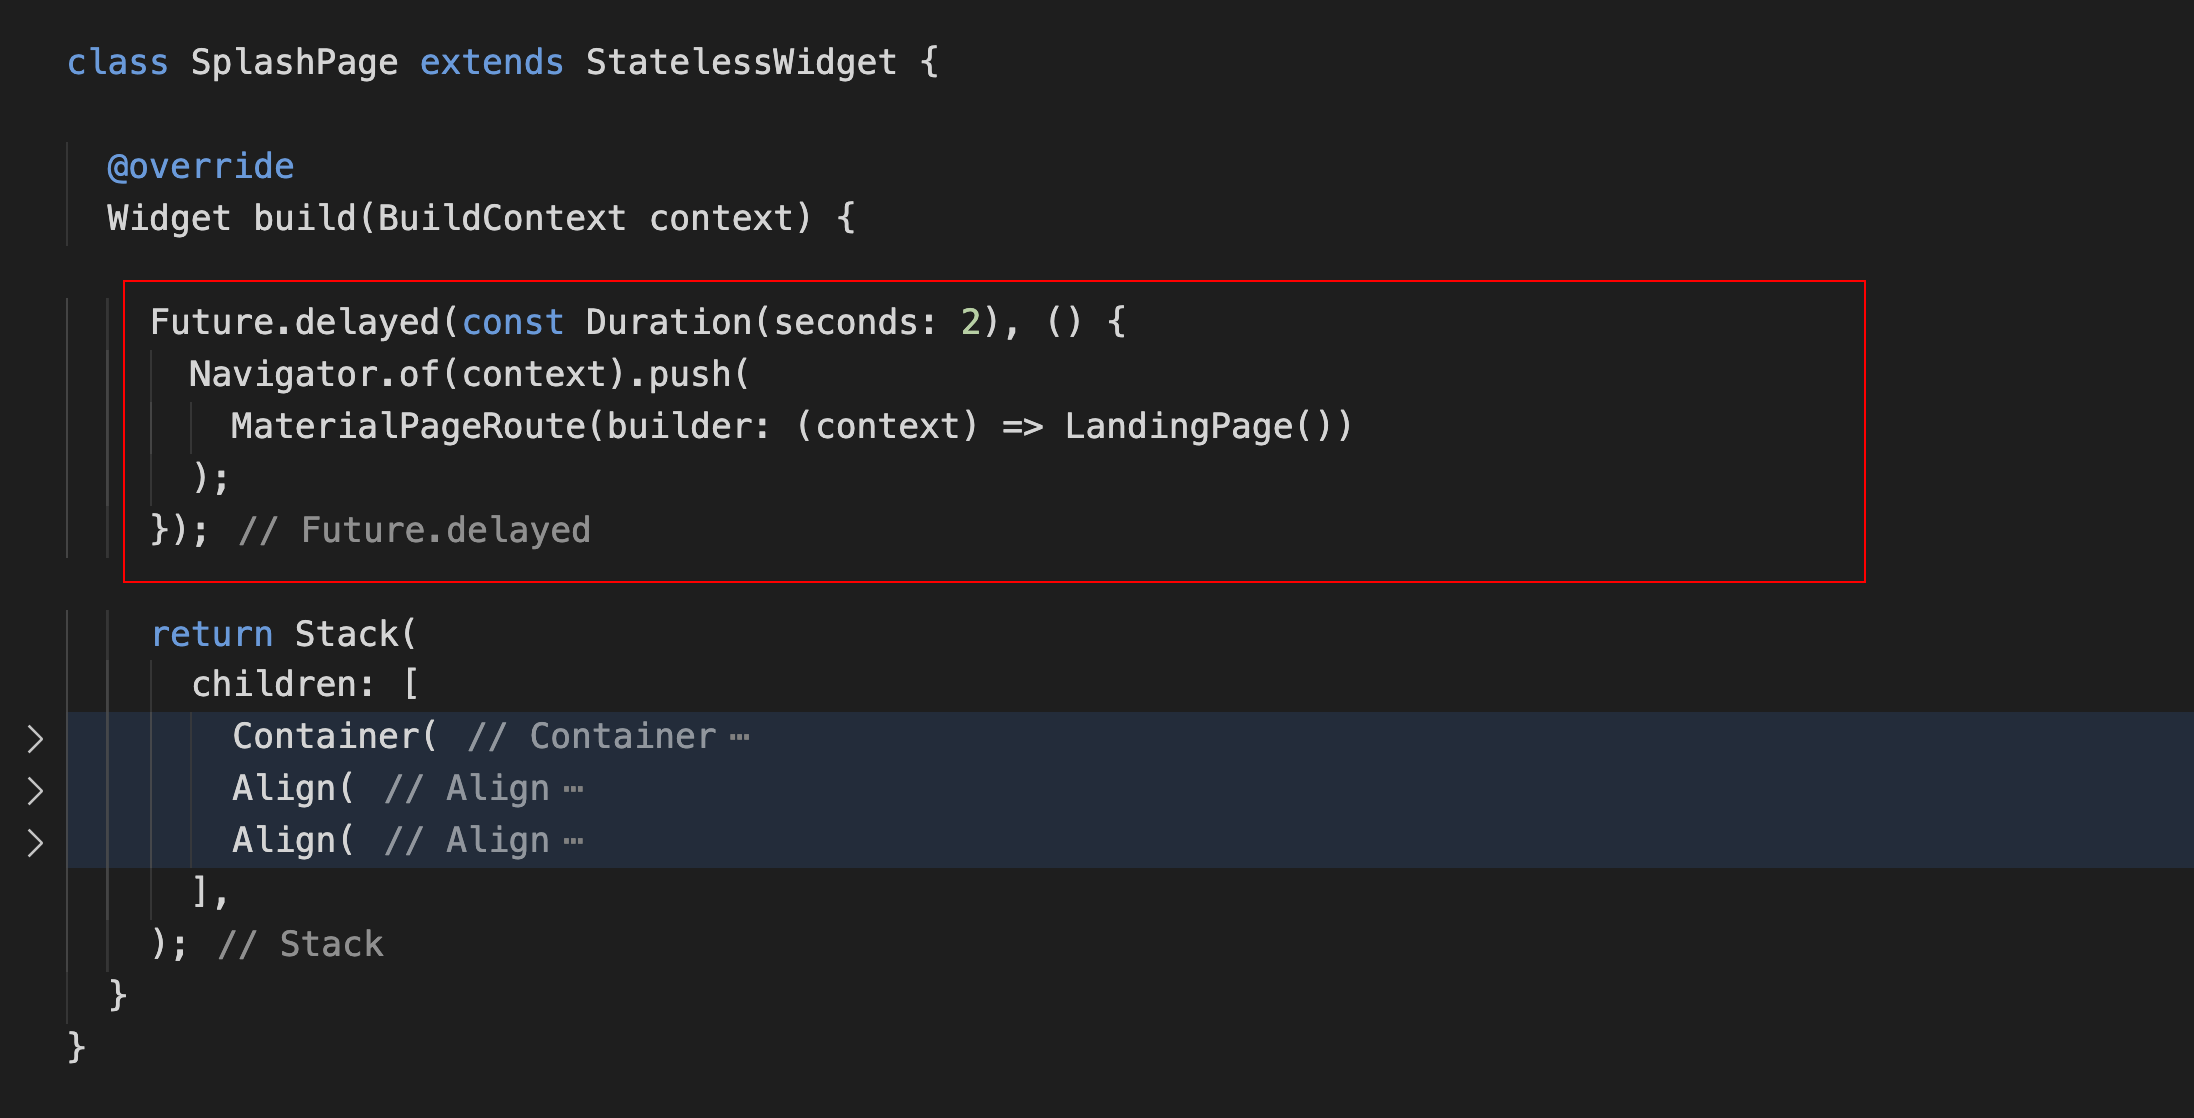 class SplashPage extends StatelessWidget {
@override
Widget build(BuildContext context) {
Future.delayed(const Duration(seconds: 2), () {
Navigator.of(context).push(
MaterialPageRoute(builder: (context) => LandingPage())
);
}); // Future.delayed
return Stack(
children: [
Container( // Container ⋯
Align( // Align ⋯
Align( // Align ⋯
],
); // Stack
}
}